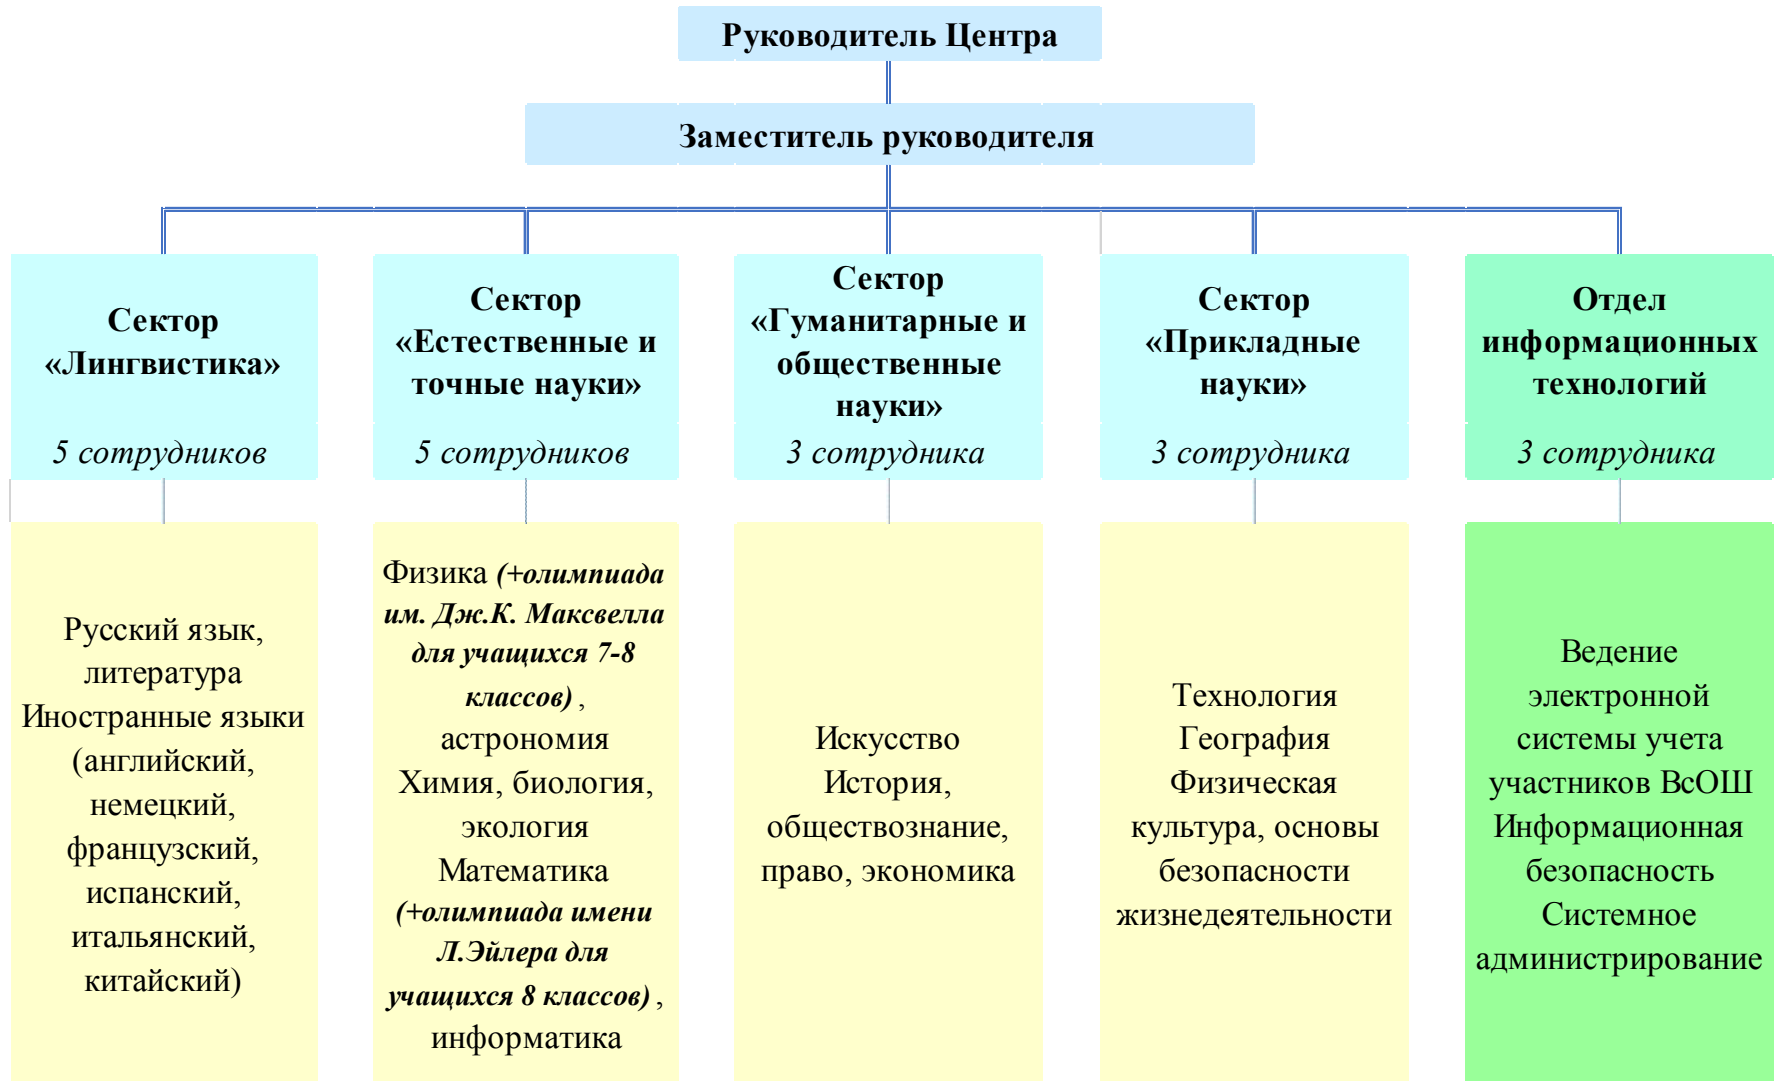 Руководитель Центра
Заместитель руководителя
Сектор
«Лингвистика»
5 сотрудников
Русский язык,
литература
Иностранные языки
(английский,
немецкий,
французский,
испанский,
итальянский,
китайский)
Сектор
«Естественные и
точные науки»
5 сотрудников
Физика (+олимпиада
им. Дж.К. Максвелла
для учащихся 7-8
классов) ,
астрономия
Химия, биология,
экология
Математика
(+олимпиада имени
Л.Эйлера для
учащихся 8 классов) ,
информатика
Сектор
«Гуманитарные и
общественные
науки»
3 сотрудника
Искусство
История,
обществознание,
право, экономика
Сектор
«Прикладные
науки»
3 сотрудника
Технология
География
Физическая
культура, основы
безопасности
жизнедеятельности
Отдел
информационных
технологий
3 сотрудника
Ведение
электронной
системы учета
участников ВсОШ
Информационная
безопасность
Системное
администрирование